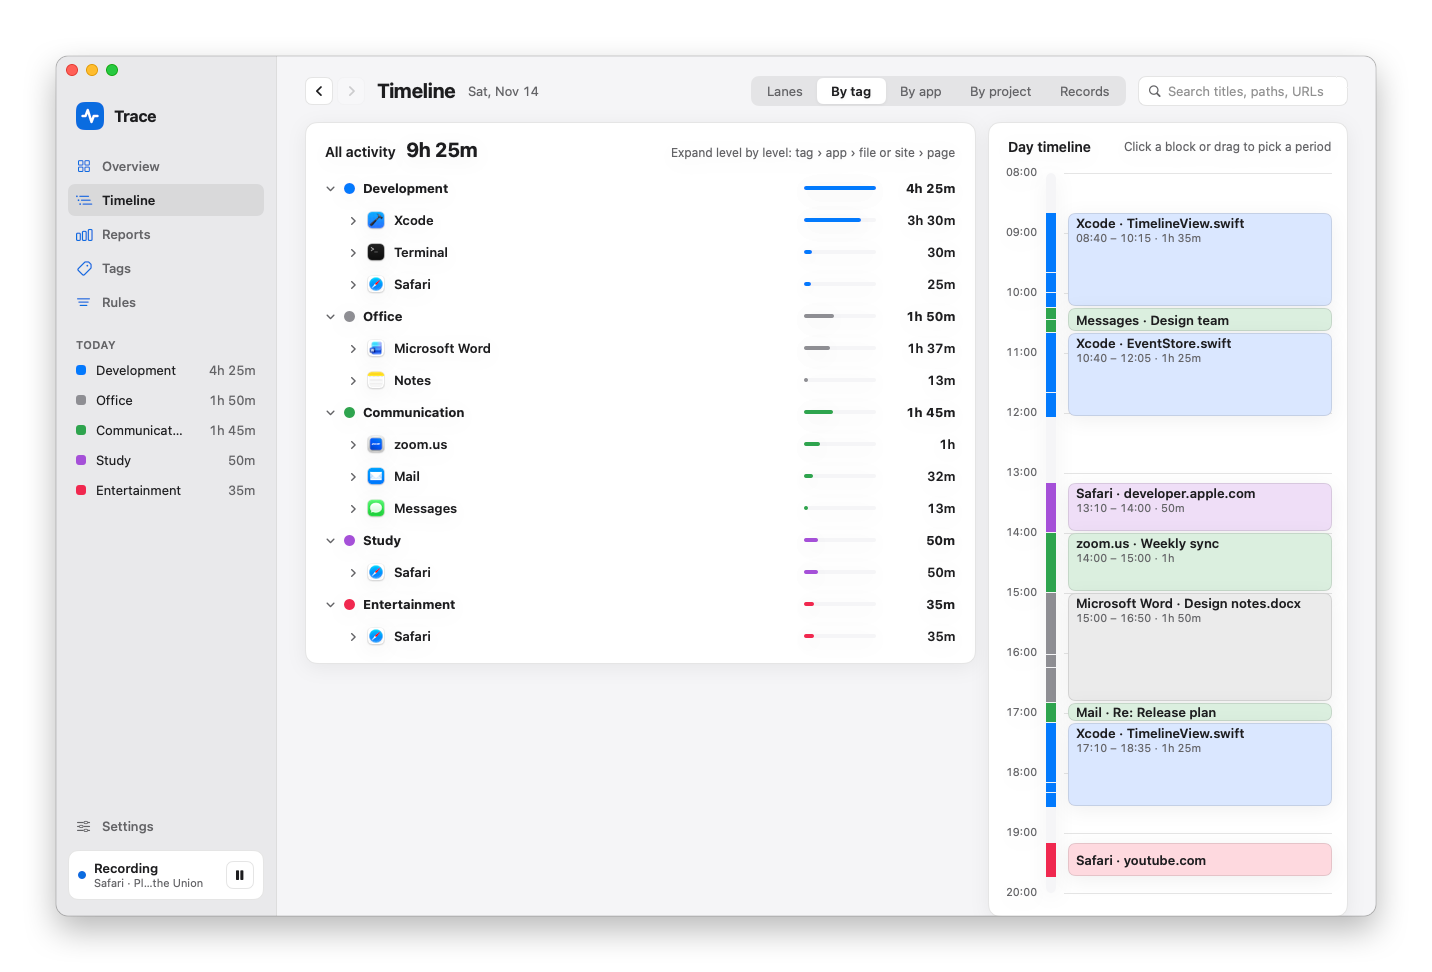 Trace
Overview
Timeline
Reports
Tags
Rules
TODAY
Development 4h 25m
Office 1h 50m
Communicat... 1h 45m
Study 50m
Entertainment 35m
Settings
Recording
Safari · Pl...the Union
Timeline Sat, Nov 14
Lanes By tag By app By project Records
Search titles, paths, URLs
All activity 9h 25m
Expand level by level: tag › app › file or site › page
Development 4h 25m
Xcode 3h 30m
Terminal 30m
Safari 25m
Office 1h 50m
Microsoft Word 1h 37m
Notes 13m
Communication 1h 45m
zoom.us 1h
Mail 32m
Messages 13m
Study 50m
Safari 50m
Entertainment 35m
Safari 35m
Day timeline Click a block or drag to pick a period
08:00
Xcode · TimelineView.swift
09:00
08:40 – 10:15 · 1h 35m
10:00
Messages · Design team
Xcode · EventStore.swift
11:00
10:40 – 12:05 · 1h 25m
12:00
13:00
Safari · developer.apple.com
13:10 – 14:00 · 50m
14:00
zoom.us · Weekly sync
14:00 – 15:00 · 1h
15:00
Microsoft Word · Design notes.docx
15:00 – 16:50 · 1h 50m
16:00
17:00
Mail · Re: Release plan
Xcode · TimelineView.swift
17:10 – 18:35 · 1h 25m
18:00
19:00
Safari · youtube.com
20:00